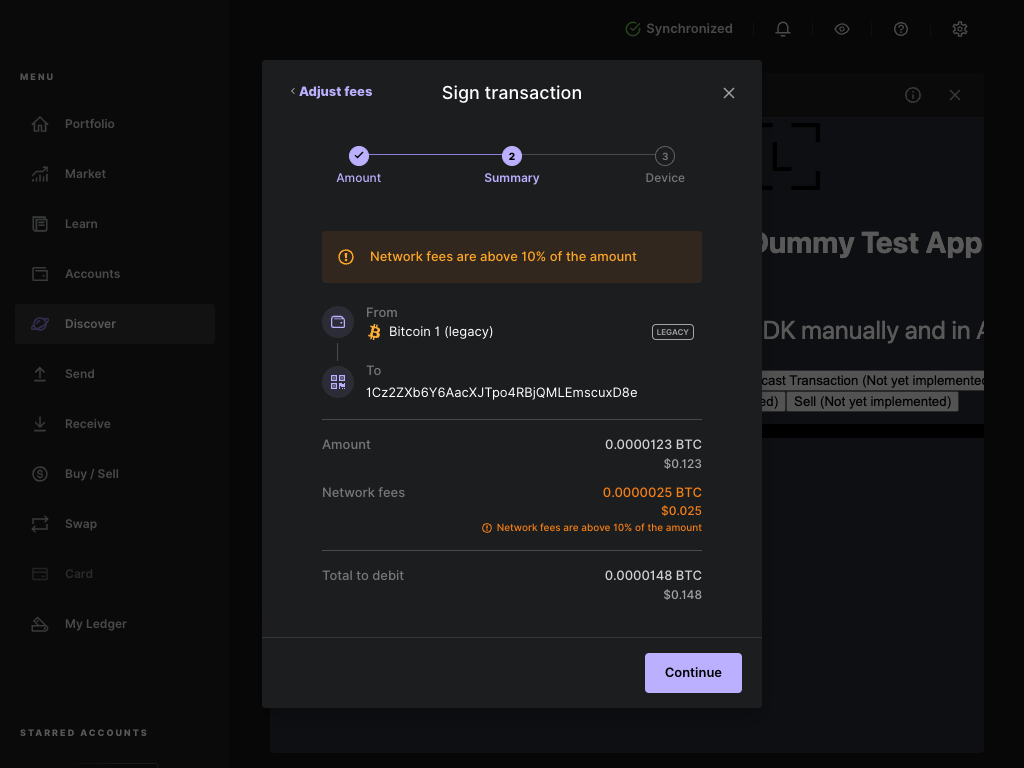 Synchronized
MENU
Portfolio
Market
Learn
Accounts
Discover
Send
Receive
Buy / Sell
Swap
Card
My Ledger
STARRED ACCOUNTS
Adjust fees
Sign transaction
2
3
Amount
Summary
Device
Network fees are above 10% of the amount
From
Bitcoin 1 (legacy)
LEGACY
To
1Cz2ZXb6Y6AacXJTpo4RBjQMLEmscuxD8e
Amount
0.0000123 BTC
$0.123
Network fees
0.0000025 BTC
$0.025
Network fees are above 10% of the amount
Total to debit
0.0000148 BTC
$0.148
Continue
Dummy Test App
DK manually and in A
cast Transaction (Not yet implemented
ed)
Sell (Not yet implemented)